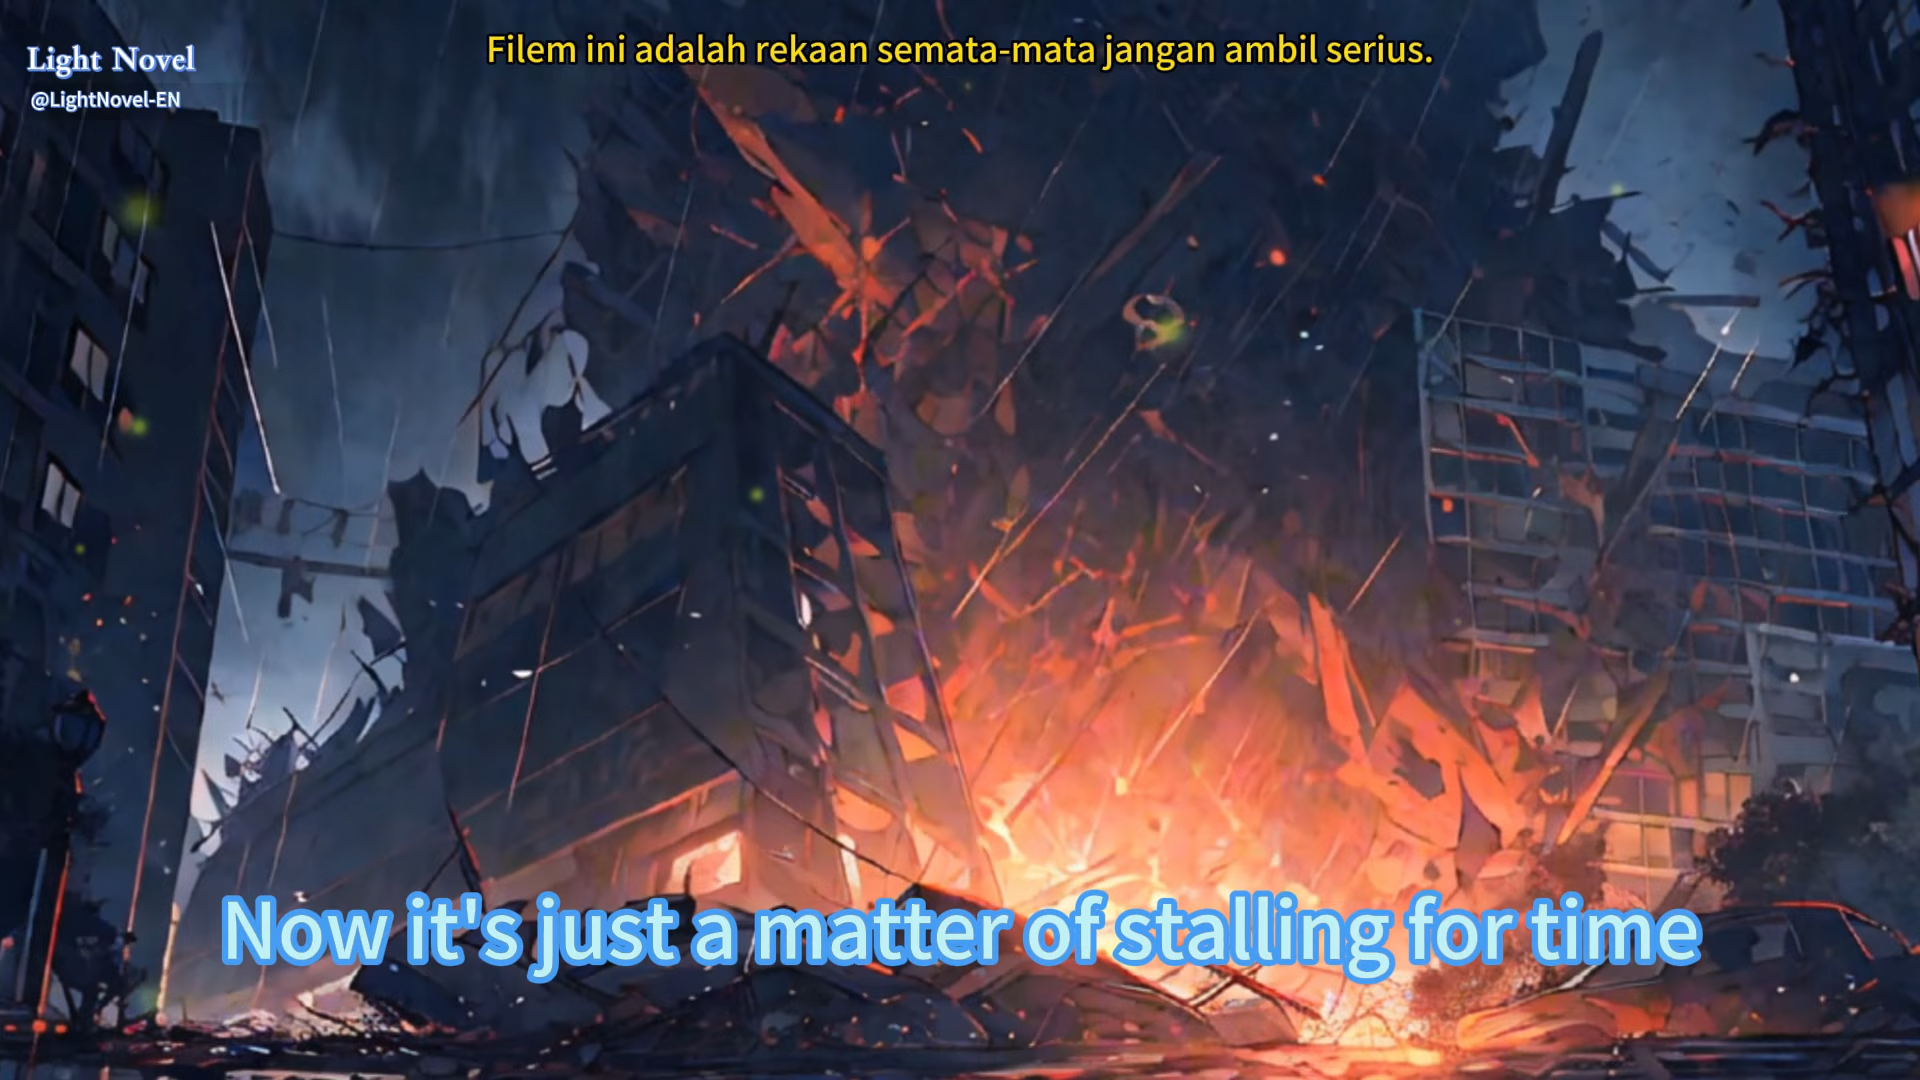 Filem ini adalah rekaan semata-mata jangan ambil serius.
Light Novel
@LightNovel-EN
Now it's just a matter of stalling for time